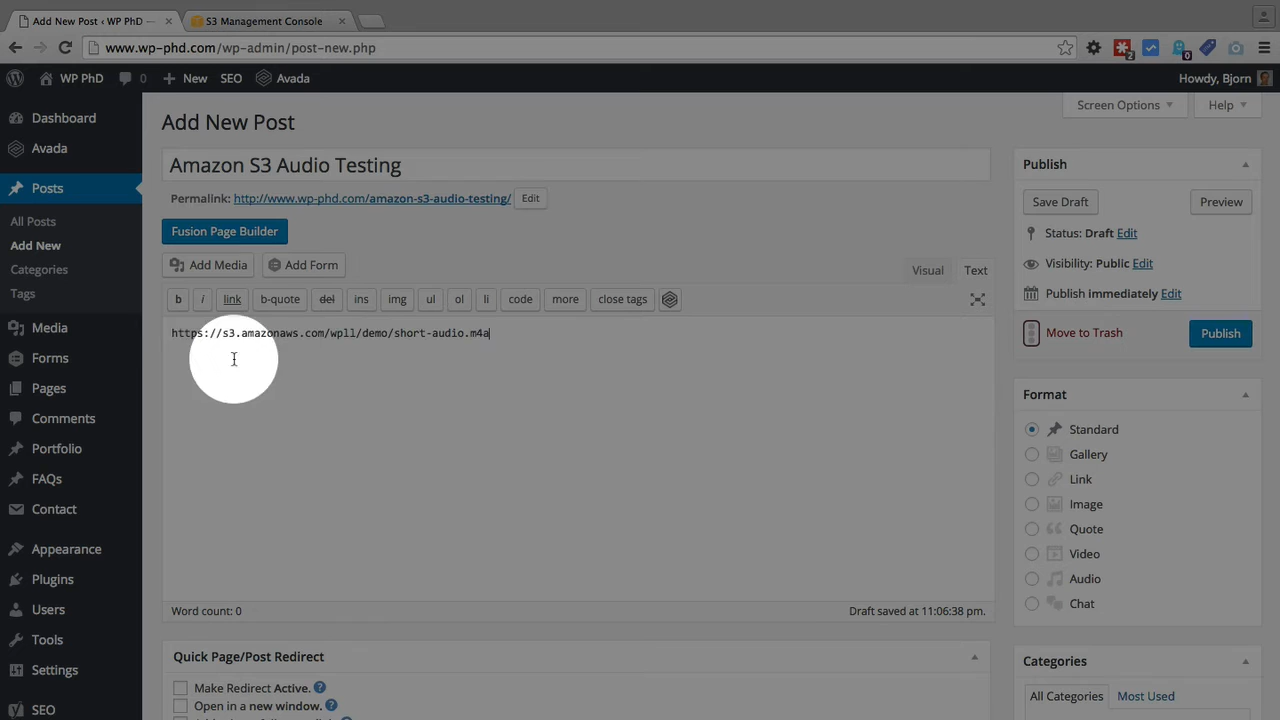 Add New Post ‹ WP PhD —
S3 Management Console
www.wp-phd.com/wp-admin/post-new.php
2
0
WP PhD
0
New
SEO
Avada
Howdy, Bjorn
Screen Options
Help
Dashboard
Avada
Posts
All Posts
Add New
Categories
Tags
Media
Forms
Pages
Comments
Portfolio
FAQs
Contact
Appearance
Plugins
Users
Tools
Settings
SEO
Add New Post
Amazon S3 Audio Testing
Permalink: http://www.wp-phd.com/amazon-s3-audio-testing/ Edit
Fusion Page Builder
Add Media
Add Form
Visual
Text
b
i
link
b-quote
del
ins
img
ul
ol
li
code
more
close tags
https://s3.amazonaws.com/wpll/demo/short-audio.m4a
Word count: 0
Draft saved at 11:06:38 pm.
Quick Page/Post Redirect
Make Redirect Active. ?
Open in a new window. ?
Publish
Save Draft
Preview
Status: Draft Edit
Visibility: Public Edit
Publish immediately Edit
Move to Trash
Publish
Format
Standard
Gallery
Link
Image
Quote
Video
Audio
Chat
Categories
All Categories
Most Used